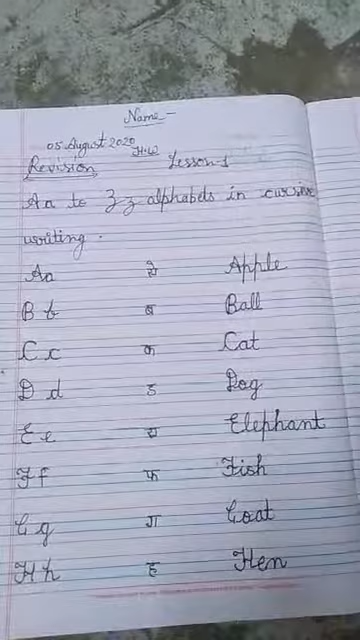 Name-
05 August 2020
H.W
Revision Lesson-1
Aa to Zz alphabets in cursive
writing.
Aa ऐ Apple
Bb ब Ball
Cc क Cat
Dd ड Dog
Ee Elephant
Ff फ Fish
Gg ग Goat
Hh ह Hen